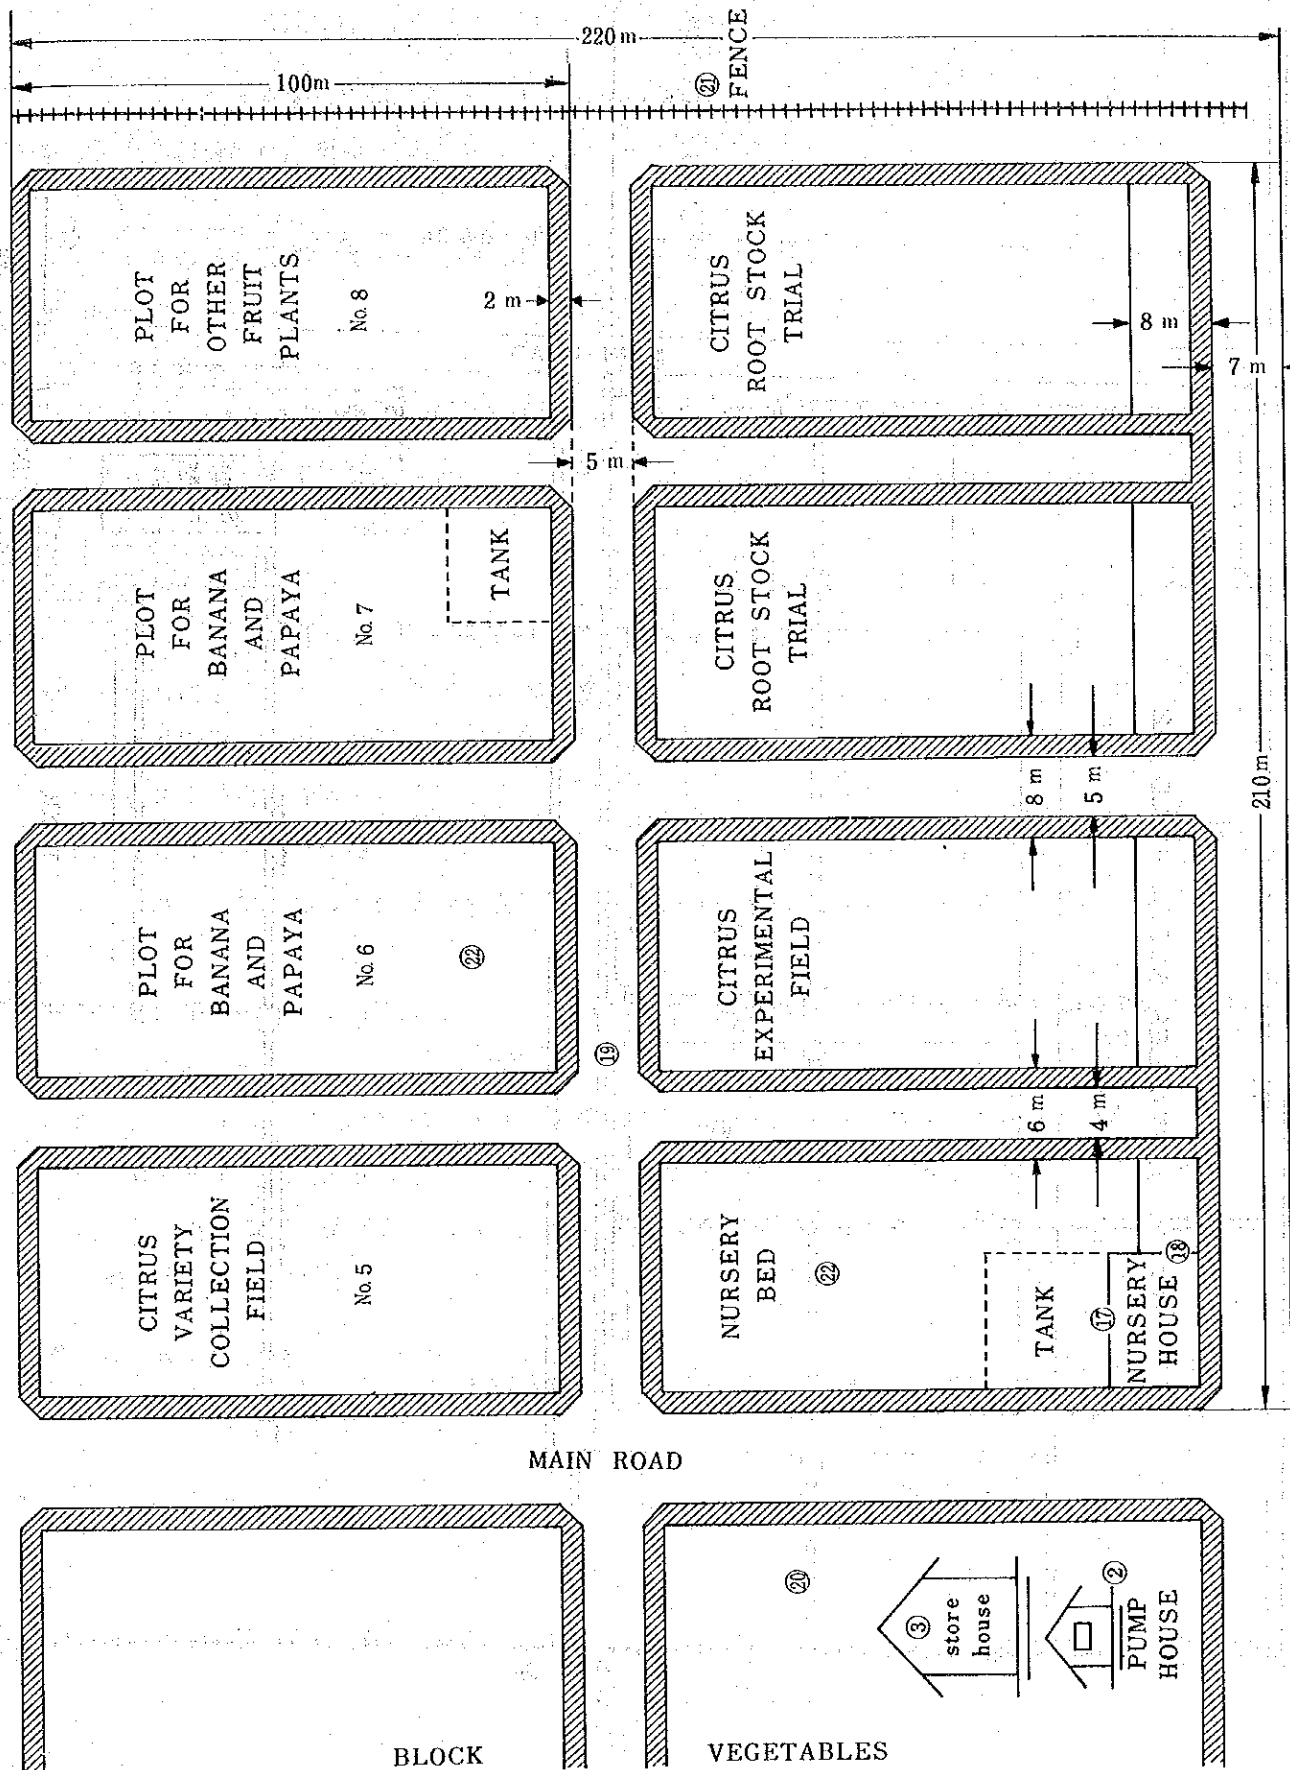 220 m
100m
㉑ FENCE
PLOT
FOR
OTHER
FRUIT
PLANTS
No. 8
2 m
CITRUS
ROOT STOCK
TRIAL
8 m
7 m
5 m
PLOT
FOR
BANANA
AND
PAPAYA
No. 7
TANK
CITRUS
ROOT STOCK
TRIAL
8 m
5 m
210 m
PLOT
FOR
BANANA
AND
PAPAYA
No. 6
㉒
⑲
CITRUS
EXPERIMENTAL
FIELD
6 m
4 m
CITRUS
VARIETY
COLLECTION
FIELD
No. 5
NURSERY
BED
㉒
TANK
⑰
NURSERY
HOUSE
⑱
MAIN ROAD
⑳
③
store
house
②
PUMP
HOUSE
BLOCK
VEGETABLES